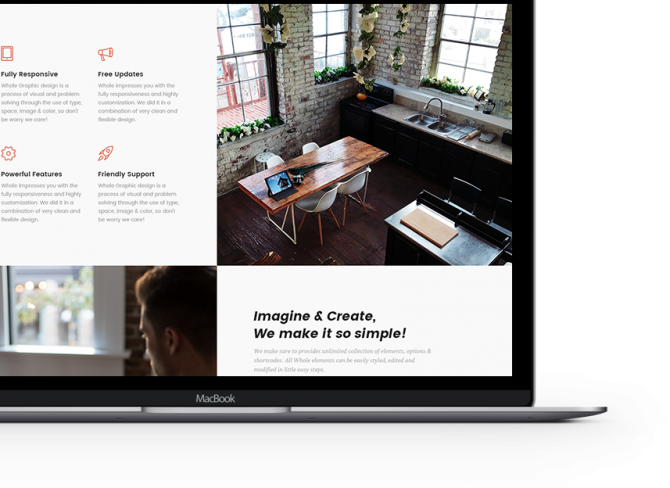 Fully Responsive
Whole Graphic design is a
process of visual and problem
solving through the use of type,
space, image & color, so don't
be worry we care!
Free Updates
Whole impresses you with the
fully responsiveness and highly
customization. We did it in a
combination of very clean and
flexible design.
Powerful Features
Whole impresses you with the
fully responsiveness and highly
customization. We did it in a
combination of very clean and
flexible design.
Friendly Support
Whole Graphic design is a
process of visual and problem
solving through the use of type,
space, image & color, so don't
be worry we care!
Imagine & Create,
We make it so simple!
We make sure to provides unlimited collection of elements, options &
shortcodes. All Whole elements can be easily styled, edited and
modified in little easy steps.
MacBook